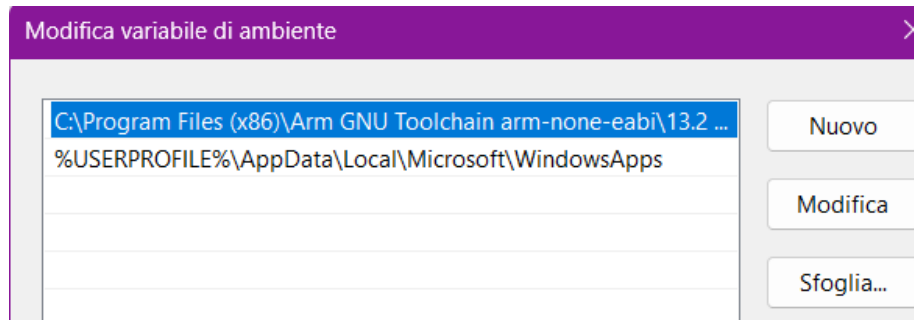 Modifica variabile di ambiente
C:\Program Files (x86)\Arm GNU Toolchain arm-none-eabi\13.2 ...
%USERPROFILE%\AppData\Local\Microsoft\WindowsApps
Nuovo
Modifica
Sfoglia...